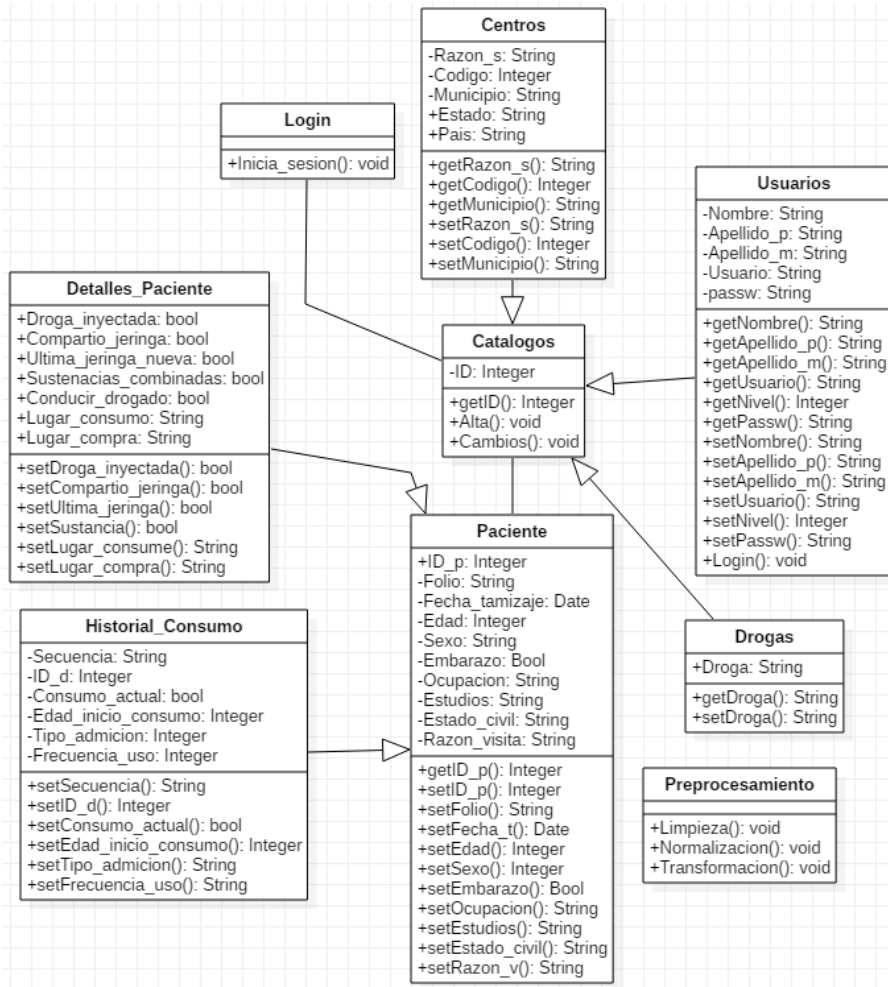 Centros
-Razon_s: String
-Codigo: Integer
-Municipio: String
+Estado: String
+Pais: String
+getRazon_s(): String
+getCodigo(): Integer
+getMunicipio(): String
+setRazon_s(): String
+setCodigo(): Integer
+setMunicipio(): String
Login
+Inicia_sesion(): void
Usuarios
-Nombre: String
-Apellido_p: String
-Apellido_m: String
-Usuario: String
-passw: String
+getNombre(): String
+getApellido_p(): String
+getApellido_m(): String
+getUsuario(): String
+getNivel(): Integer
+getPassw(): String
+setNombre(): String
+setApellido_p(): String
+setApellido_m(): String
+setUsuario(): String
+setNivel(): Integer
+setPassw(): String
+Login(): void
Detalles_Paciente
+Droga_inyectada: bool
+Compartio_jeringa: bool
+Ultima_jeringa_nueva: bool
+Sustenacias_combinadas: bool
+Conducir_drogado: bool
+Lugar_consumo: String
+Lugar_compra: String
+setDroga_inyectada(): bool
+setCompartio_jeringa(): bool
+setUltima_jeringa(): bool
+setSustancia(): bool
+setLugar_consume(): String
+setLugar_compra(): String
Catalogos
-ID: Integer
+getID(): Integer
+Alta(): void
+Cambios(): void
Paciente
+ID_p: Integer
-Folio: String
-Fecha_tamizaje: Date
-Edad: Integer
-Sexo: String
-Embarazo: Bool
-Ocupacion: String
-Estudios: String
-Estado_civil: String
-Razon_visita: String
+getID_p(): Integer
+setID_p(): Integer
+setFolio(): String
+setFecha_t(): Date
+setEdad(): Integer
+setSexo(): Integer
+setEmbarazo(): Bool
+setOcupacion(): String
+setEstudios(): String
+setEstado_civil(): String
+setRazon_v(): String
Historial_Consumo
-Secuencia: String
-ID_d: Integer
-Consumo_actual: bool
-Edad_inicio_consumo: Integer
-Tipo_admicion: Integer
-Frecuencia_uso: Integer
+setSecuencia(): String
+setID_d(): Integer
+setConsumo_actual(): bool
+setEdad_inicio_consumo(): Integer
+setTipo_admicion(): String
+setFrecuencia_uso(): String
Drogas
+Droga: String
+getDroga(): String
+setDroga(): String
Preprocesamiento
+Limpieza(): void
+Normalizacion(): void
+Transformacion(): void